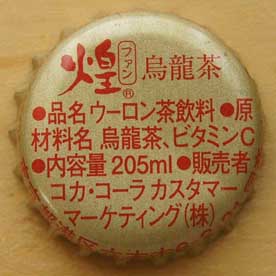 煌 ファン ® 烏龍茶
●品名 ウーロン茶飲料 ●原
材料名 烏龍茶、ビタミンC
●内容量 205ml ●販売者
コカ・コーラ カスタマー
マーケティング(株)